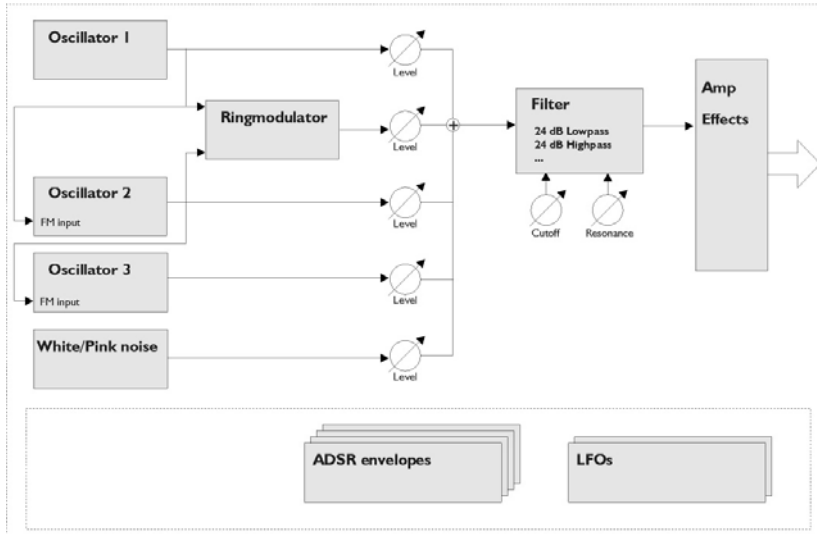 Oscillator 1
Level
Ringmodulator
Level
Filter
24 dB Lowpass
24 dB Highpass
...
Amp
Effects
Oscillator 2
FM input
Level
Cutoff
Resonance
Oscillator 3
FM input
Level
White/Pink noise
Level
ADSR envelopes
LFOs